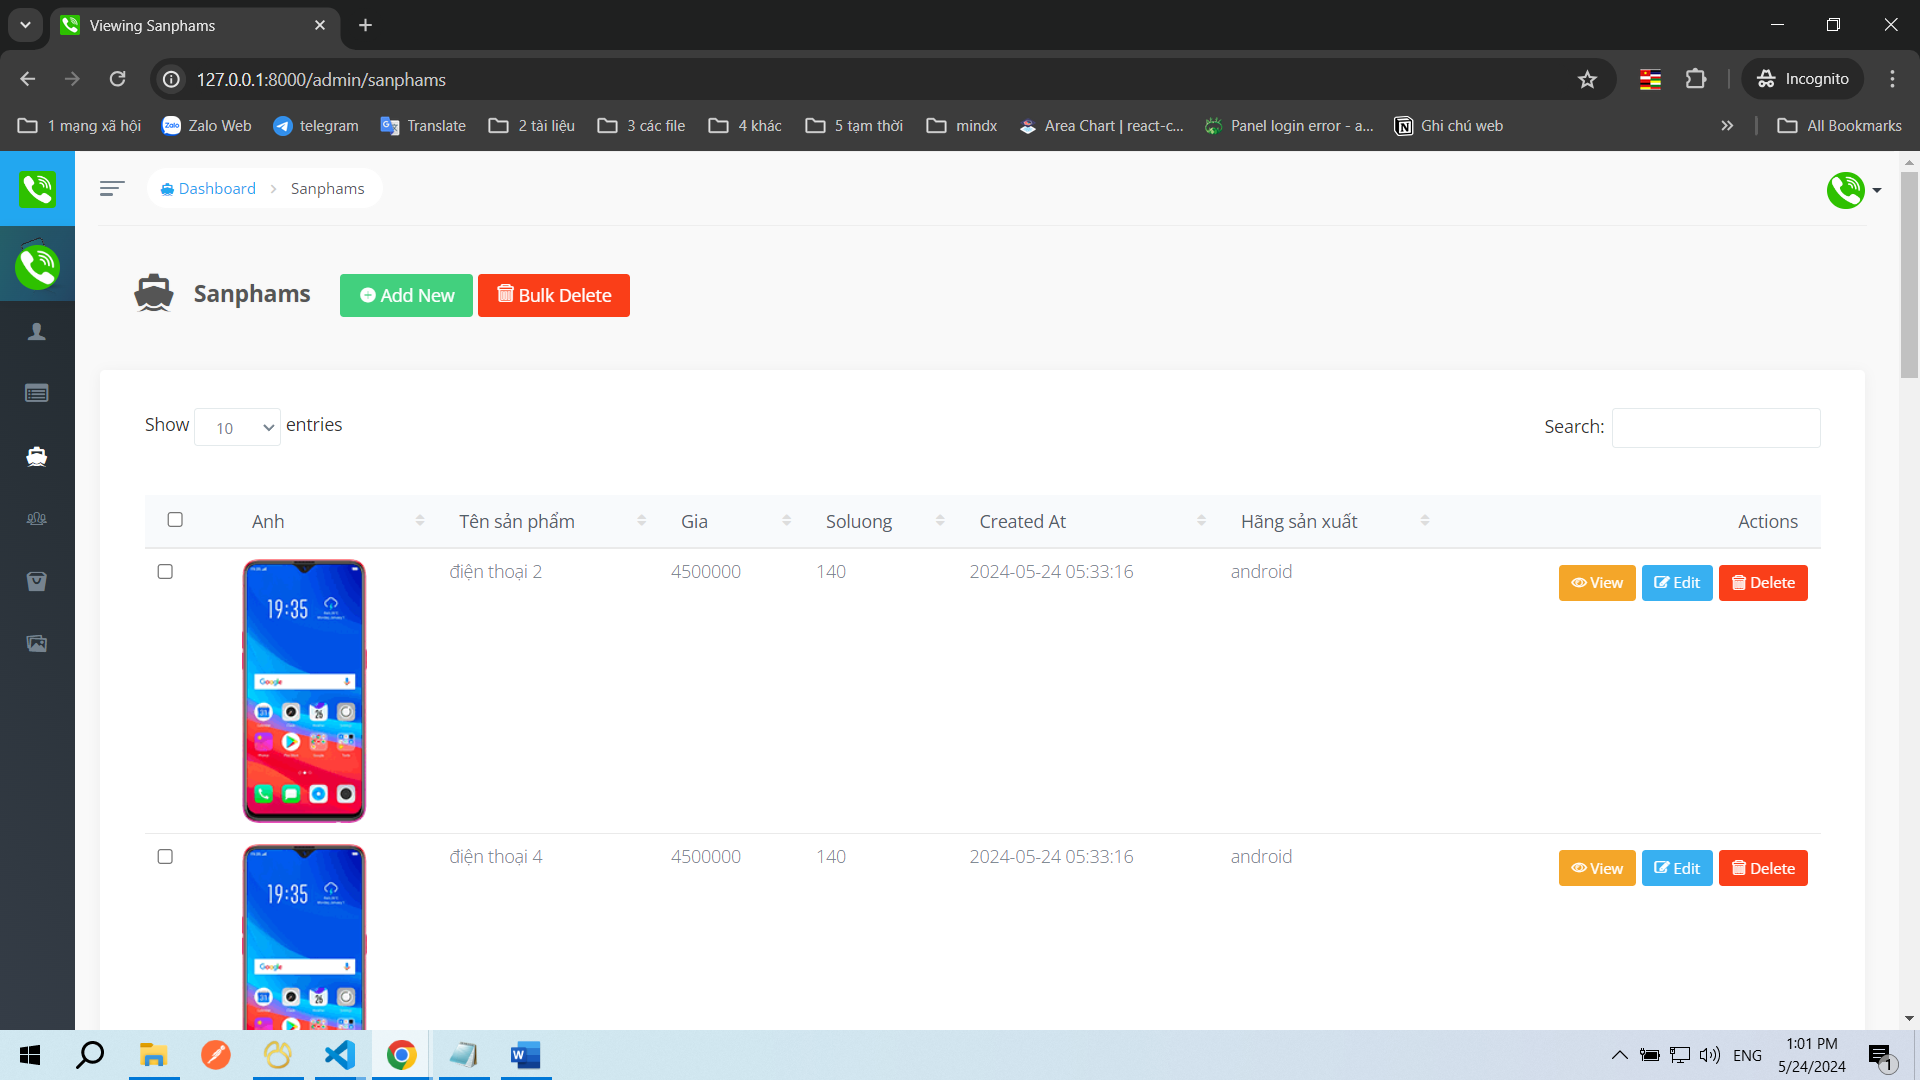 Viewing Sanphams
127.0.0.1:8000/admin/sanphams
Incognito
1 mạng xã hội
Zalo Web
telegram
Translate
2 tài liệu
3 các file
4 khác
5 tạm thời
mindx
Area Chart | react-c...
Panel login error - a...
Ghi chú web
All Bookmarks
Dashboard
Sanphams
Sanphams
Add New
Bulk Delete
Show 10 entries
Search:
Anh
Tên sản phẩm
Gia
Soluong
Created At
Hãng sản xuất
Actions
19:35
Google
điện thoại 2
4500000
140
2024-05-24 05:33:16
android
View
Edit
Delete
19:35
Google
điện thoại 4
4500000
140
2024-05-24 05:33:16
android
View
Edit
Delete
ENG
1:01 PM
5/24/2024
1